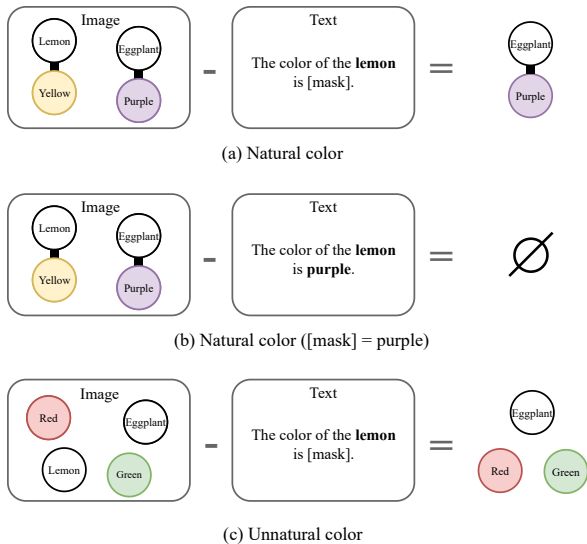 Image
Lemon
Eggplant
Yellow
Purple
-
Text
The color of the lemon
is [mask].
=
Eggplant
Purple
(a) Natural color
Image
Lemon
Eggplant
Yellow
Purple
-
Text
The color of the lemon
is purple.
=
∅
(b) Natural color ([mask] = purple)
Image
Red
Eggplant
Lemon
Green
-
Text
The color of the lemon
is [mask].
=
Eggplant
Red
Green
(c) Unnatural color